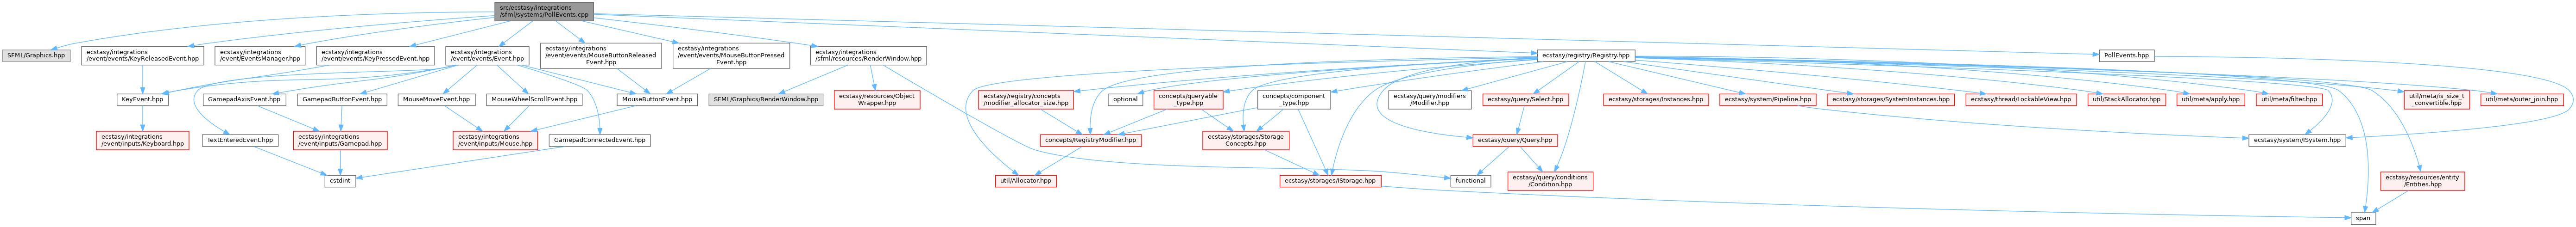 src/ecstasy/integrations
/sfml/systems/PollEvents.cpp
SFML/Graphics.hpp
ecstasy/integrations
/event/events/KeyReleasedEvent.hpp
ecstasy/integrations
/event/EventsManager.hpp
ecstasy/integrations
/event/events/KeyPressedEvent.hpp
ecstasy/integrations
/event/events/Event.hpp
ecstasy/integrations
/event/events/MouseButtonReleased
Event.hpp
ecstasy/integrations
/event/events/MouseButtonPressed
Event.hpp
ecstasy/integrations
/sfml/resources/RenderWindow.hpp
ecstasy/registry/Registry.hpp
PollEvents.hpp
KeyEvent.hpp
GamepadAxisEvent.hpp
GamepadButtonEvent.hpp
MouseMoveEvent.hpp
MouseWheelScrollEvent.hpp
MouseButtonEvent.hpp
SFML/Graphics/RenderWindow.hpp
ecstasy/resources/Object
Wrapper.hpp
ecstasy/registry/concepts
/modifier_allocator_size.hpp
optional
concepts/queryable
_type.hpp
concepts/component
_type.hpp
ecstasy/query/modifiers
/Modifier.hpp
ecstasy/query/Select.hpp
ecstasy/storages/Instances.hpp
ecstasy/system/Pipeline.hpp
ecstasy/storages/SystemInstances.hpp
ecstasy/thread/LockableView.hpp
util/StackAllocator.hpp
util/meta/apply.hpp
util/meta/filter.hpp
util/meta/is_size_t
_convertible.hpp
util/meta/outer_join.hpp
ecstasy/integrations
/event/inputs/Keyboard.hpp
TextEnteredEvent.hpp
ecstasy/integrations
/event/inputs/Gamepad.hpp
ecstasy/integrations
/event/inputs/Mouse.hpp
GamepadConnectedEvent.hpp
concepts/RegistryModifier.hpp
ecstasy/storages/Storage
Concepts.hpp
ecstasy/query/Query.hpp
ecstasy/system/ISystem.hpp
cstdint
util/Allocator.hpp
ecstasy/storages/IStorage.hpp
functional
ecstasy/query/conditions
/Condition.hpp
ecstasy/resources/entity
/Entities.hpp
span